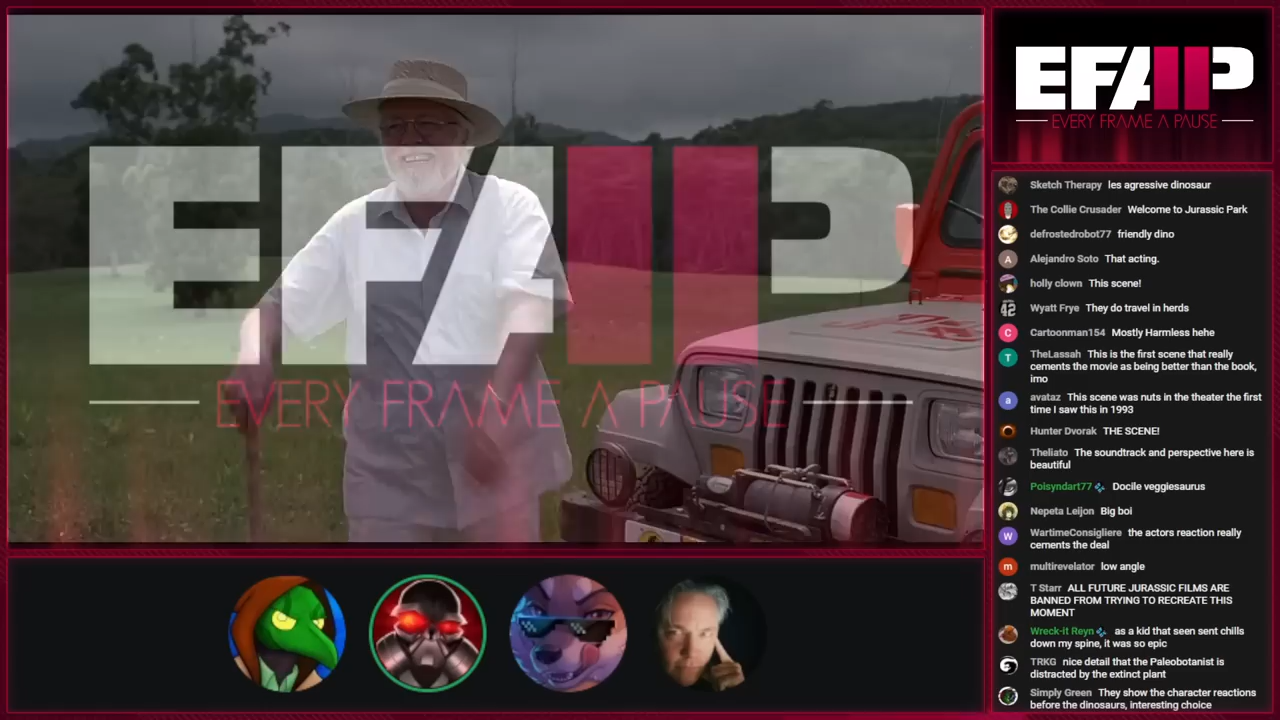 EFAP
EVERY FRAME A PAUSE
JP
EFAP
EVERY FRAME A PAUSE
Sketch Therapy les agressive dinosaur
The Collie Crusader Welcome to Jurassic Park
defrostedrobot77 friendly dino
A Alejandro Soto That acting.
holly clown This scene!
42 Wyatt Frye They do travel in herds
C Cartoonman154 Mostly Harmless hehe
T TheLassah This is the first scene that really
cements the movie as being better than the book,
imo
a avataz This scene was nuts in the theater the first
time I saw this in 1993
Hunter Dvorak THE SCENE!
Theliato The soundtrack and perspective here is
beautiful
Poisyndart77 Docile veggiesaurus
Nepeta Leijon Big boi
W WartimeConsigliere the actors reaction really
cements the deal
m multirevelator low angle
T Starr ALL FUTURE JURASSIC FILMS ARE
BANNED FROM TRYING TO RECREATE THIS
MOMENT
Wreck-it Reyn as a kid that seen sent chills
down my spine, it was so epic
TRKG nice detail that the Paleobotanist is
distracted by the extinct plant
Simply Green They show the character reactions
before the dinosaurs, interesting choice